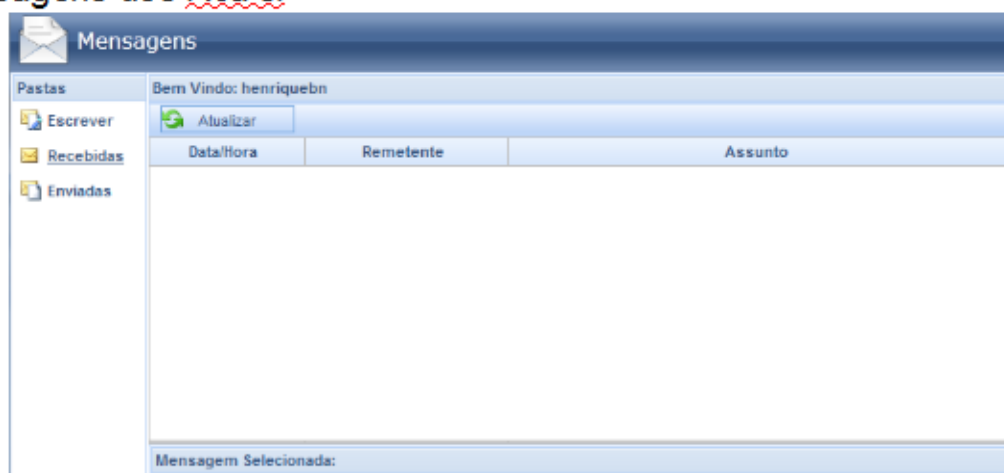 Mensagens
Pastas
Bem Vindo: henriquebn
Escrever
Atualizar
Recebidas
Data/Hora Remetente Assunto
Enviadas
Mensagem Selecionada: